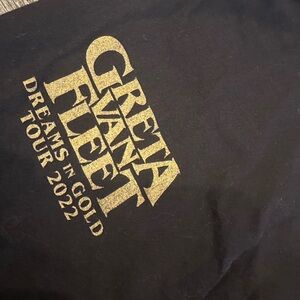 GRETA
VAN
FLEET
DREAMS IN GOLD
TOUR 2022